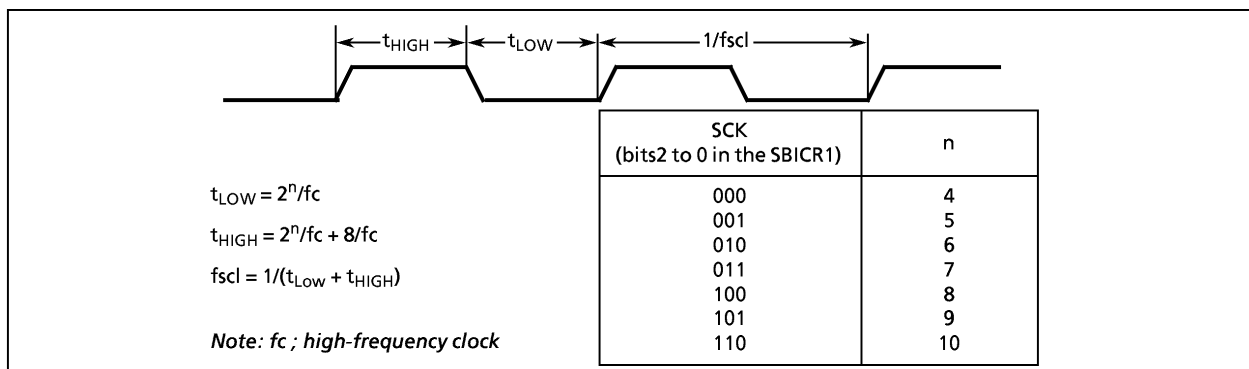 tHIGH tLOW 1/fscl
SCK n
(bits2 to 0 in the SBICR1)
tLOW = 2ⁿ/fc
tHIGH = 2ⁿ/fc + 8/fc
fscl = 1/(tLow + tHIGH)
Note: fc ; high-frequency clock
000 4
001 5
010 6
011 7
100 8
101 9
110 10